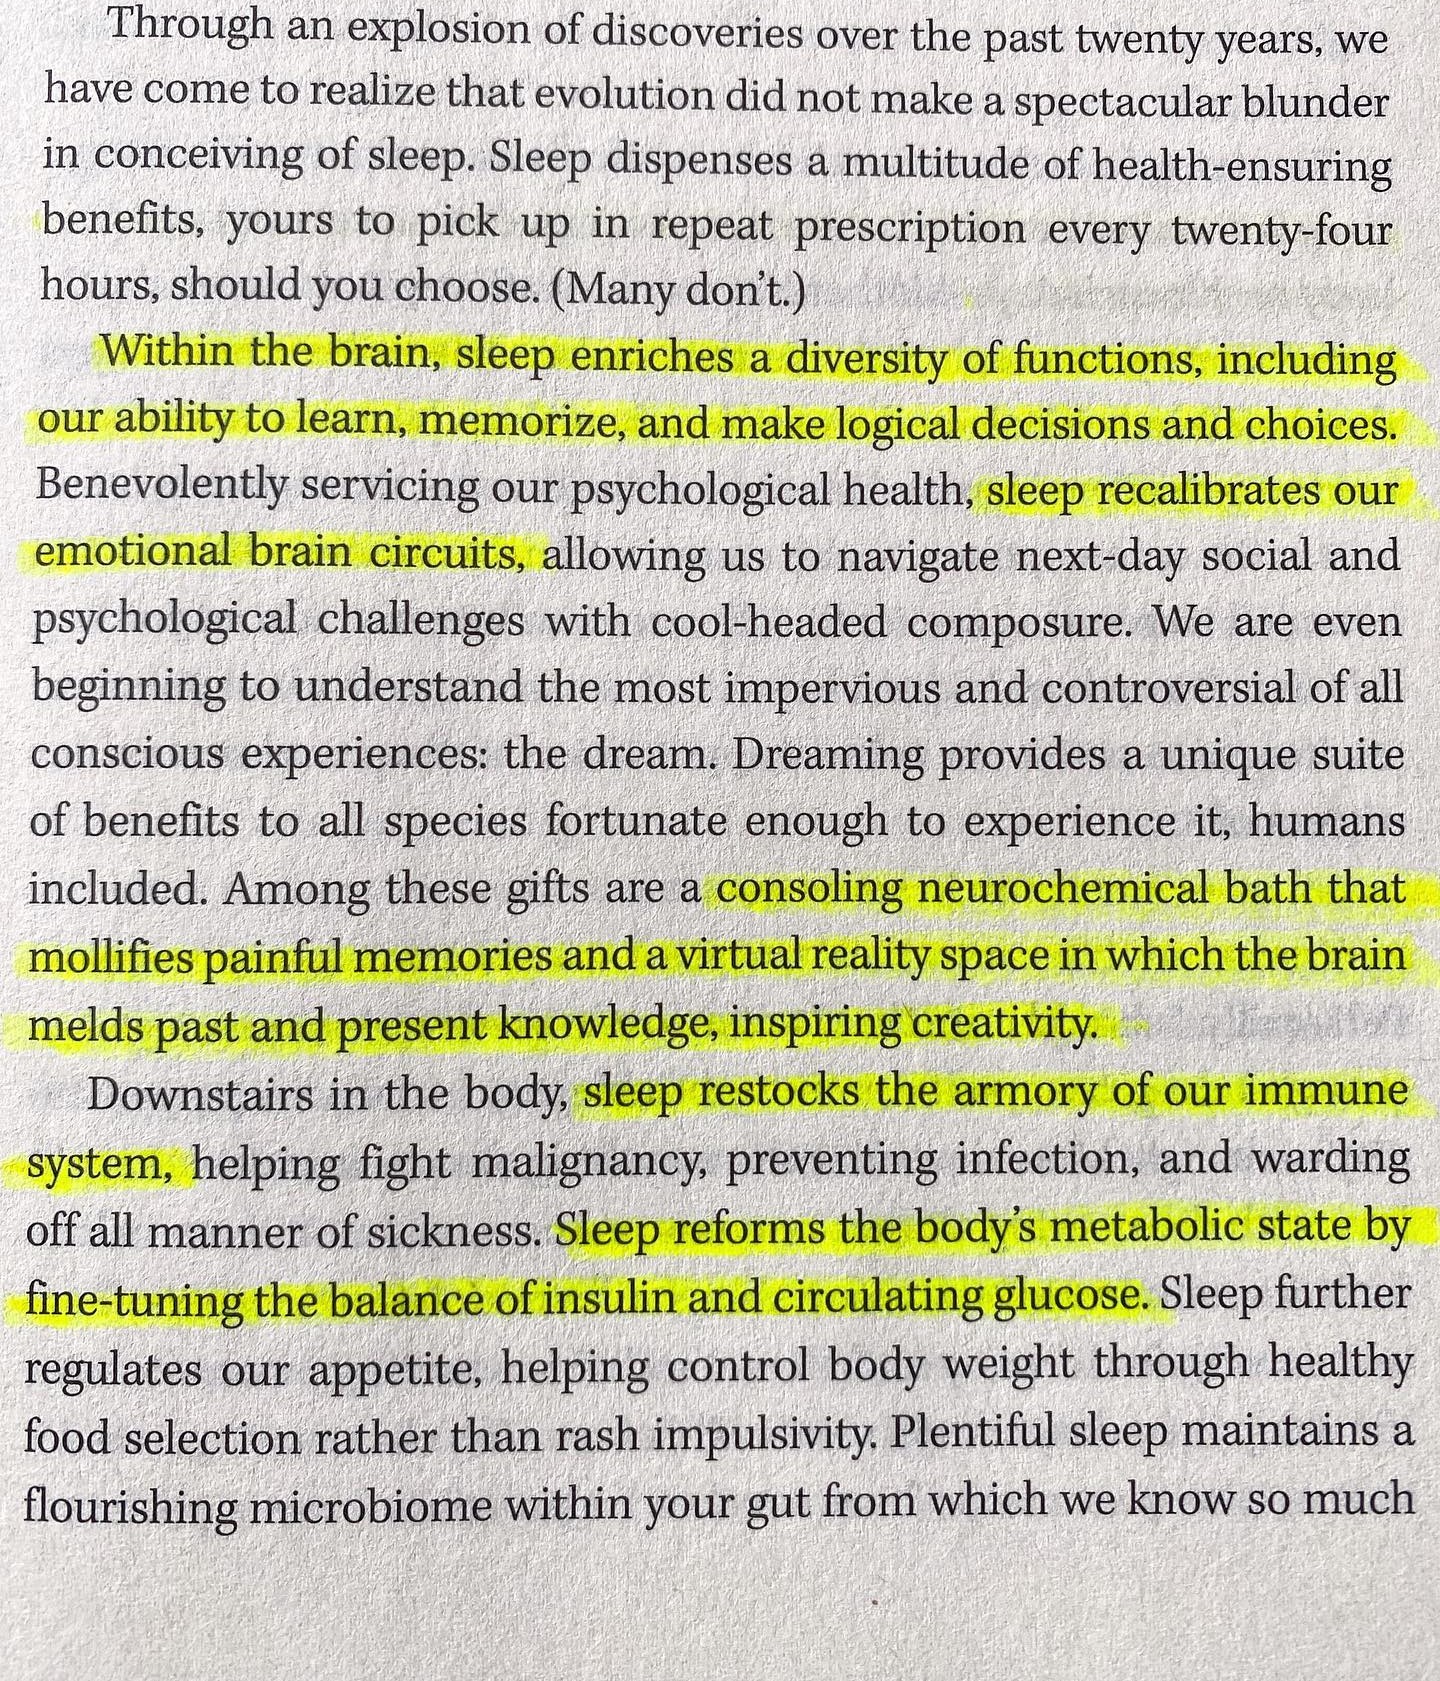 Through an explosion of discoveries over the past twenty years, we
have come to realize that evolution did not make a spectacular blunder
in conceiving of sleep. Sleep dispenses a multitude of health-ensuring
benefits, yours to pick up in repeat prescription every twenty-four
hours, should you choose. (Many don’t.)
Within the brain, sleep enriches a diversity of functions, including
our ability to learn, memorize, and make logical decisions and choices.
Benevolently servicing our psychological health, sleep recalibrates our
emotional brain circuits, allowing us to navigate next-day social and
psychological challenges with cool-headed composure. We are even
beginning to understand the most impervious and controversial of all
conscious experiences: the dream. Dreaming provides a unique suite
of benefits to all species fortunate enough to experience it, humans
included. Among these gifts are a consoling neurochemical bath that
mollifies painful memories and a virtual reality space in which the brain
melds past and present knowledge, inspiring creativity.
Downstairs in the body, sleep restocks the armory of our immune
system, helping fight malignancy, preventing infection, and warding
off all manner of sickness. Sleep reforms the body’s metabolic state by
fine-tuning the balance of insulin and circulating glucose. Sleep further
regulates our appetite, helping control body weight through healthy
food selection rather than rash impulsivity. Plentiful sleep maintains a
flourishing microbiome within your gut from which we know so much